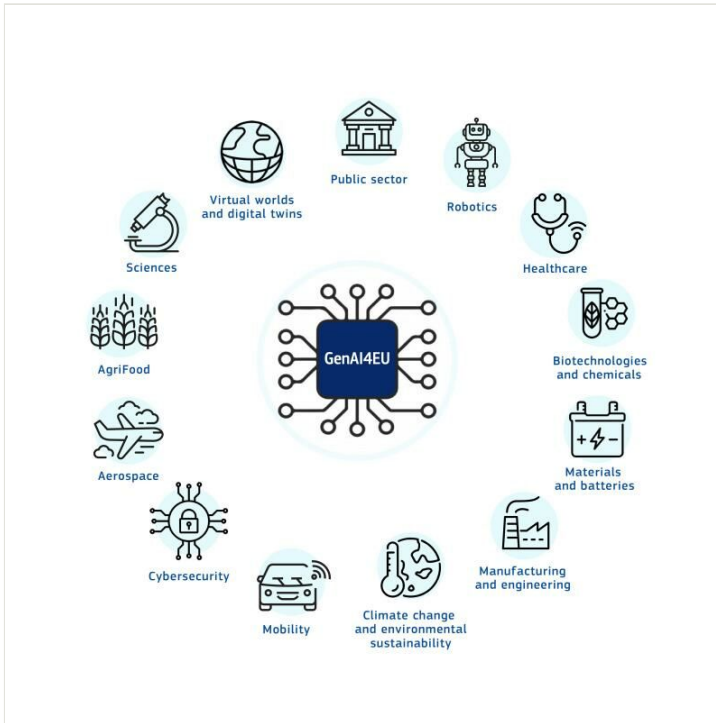 Public sector
Robotics
Healthcare
Biotechnologies
and chemicals
Materials
and batteries
Manufacturing
and engineering
Climate change
and environmental
sustainability
Mobility
Cybersecurity
Aerospace
AgriFood
Sciences
Virtual worlds
and digital twins
GenAI4EU